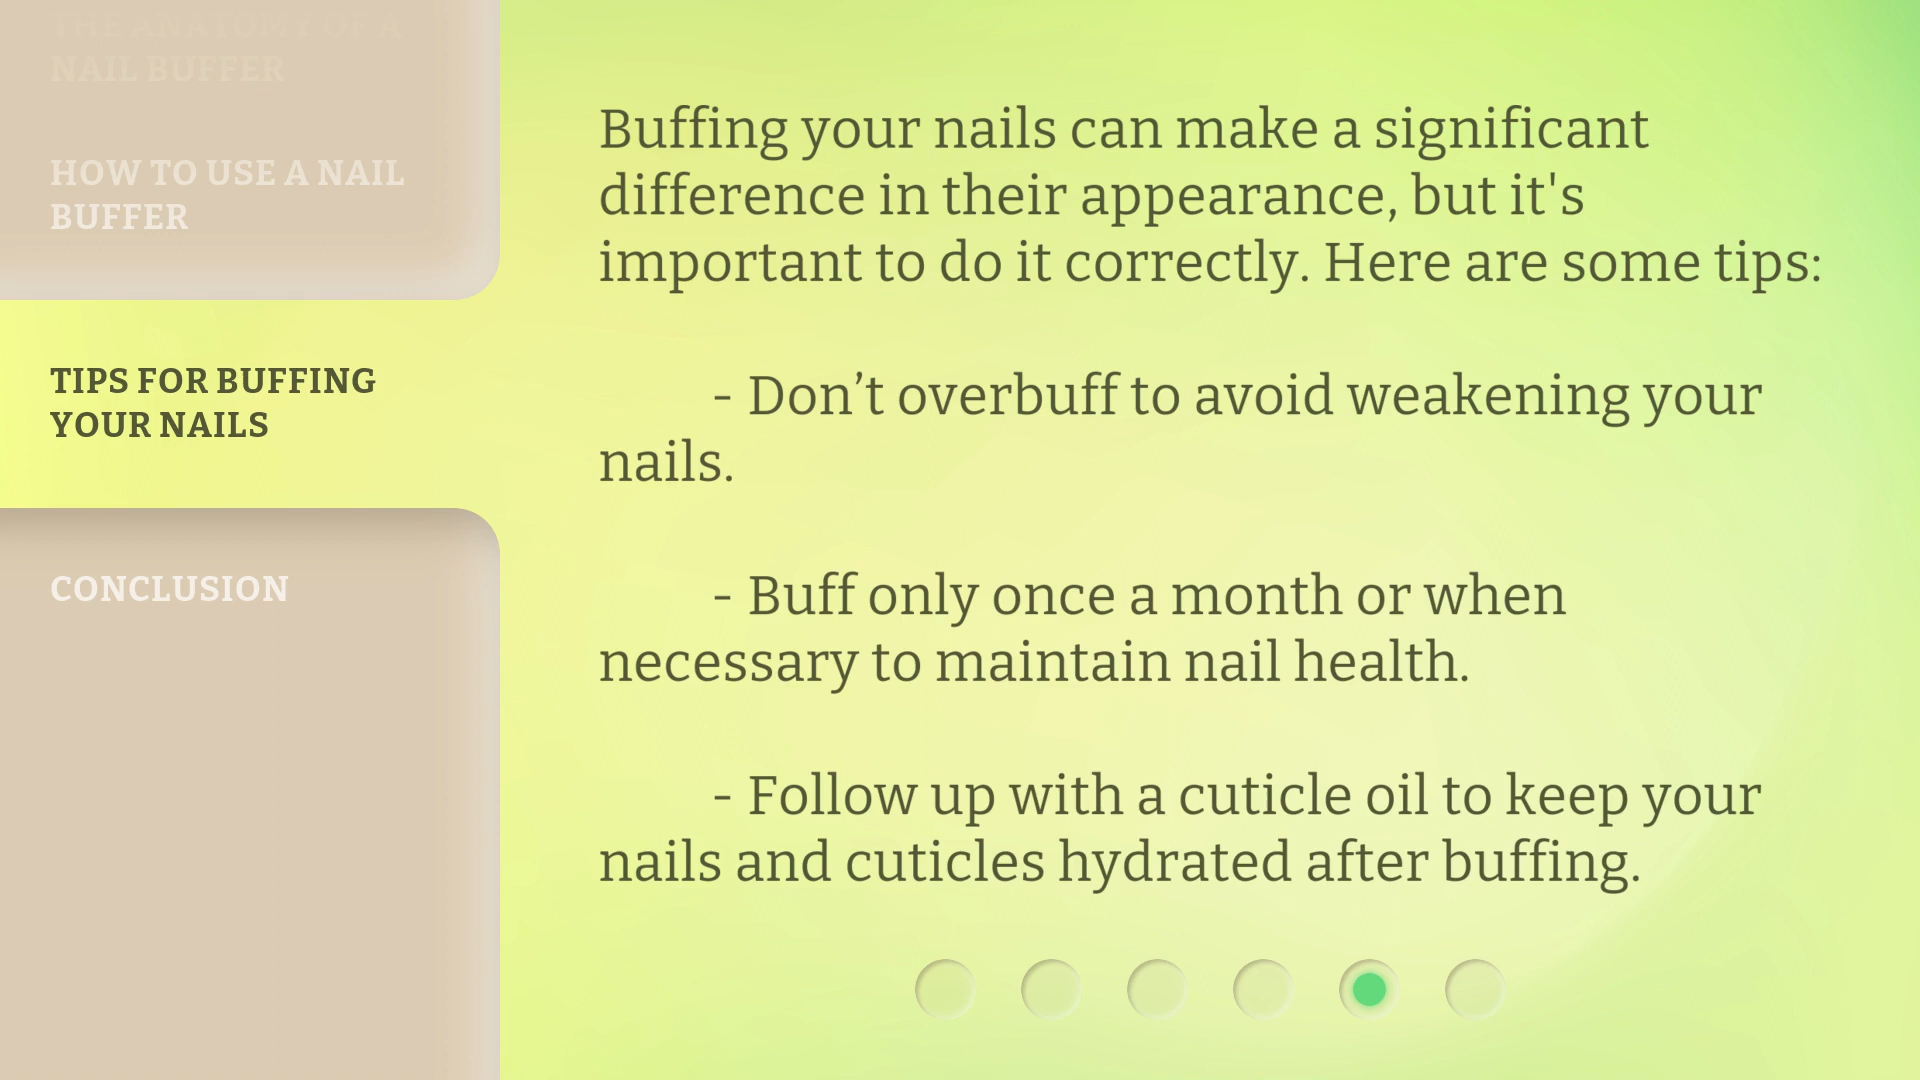 THE ANATOMY OF A
NAIL BUFFER
HOW TO USE A NAIL
BUFFER
TIPS FOR BUFFING
YOUR NAILS
CONCLUSION
Buffing your nails can make a significant
difference in their appearance, but it's
important to do it correctly. Here are some tips:
- Don’t overbuff to avoid weakening your
nails.
- Buff only once a month or when
necessary to maintain nail health.
- Follow up with a cuticle oil to keep your
nails and cuticles hydrated after buffing.